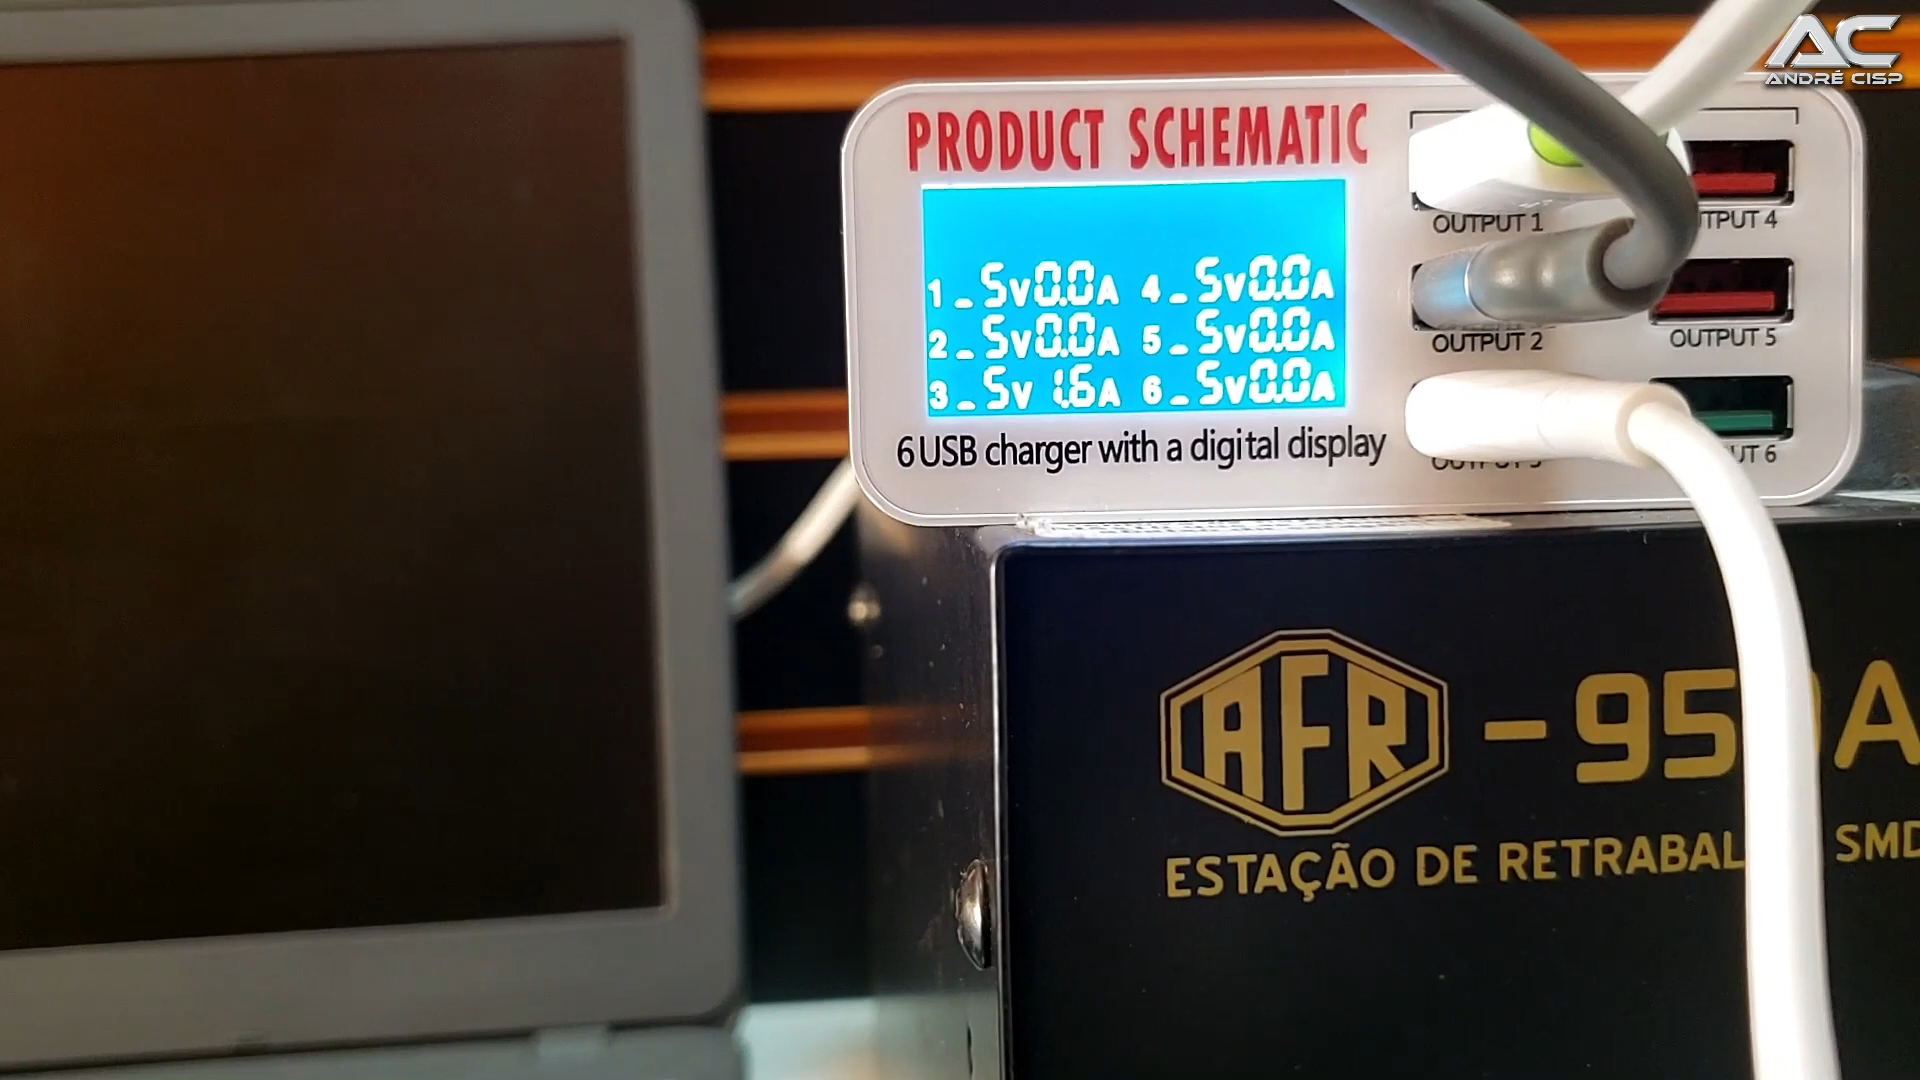 AC
ANDRÉ CISP
PRODUCT SCHEMATIC
1_5v0.0A 4_5v0.0A
2_5v0.0A 5_5v0.0A
3_5v 1.6A 6_5v0.0A
6 USB charger with a digital display
OUTPUT 1
OUTPUT 2
OUTPUT 5
AFR
ESTAÇÃO DE
SMD